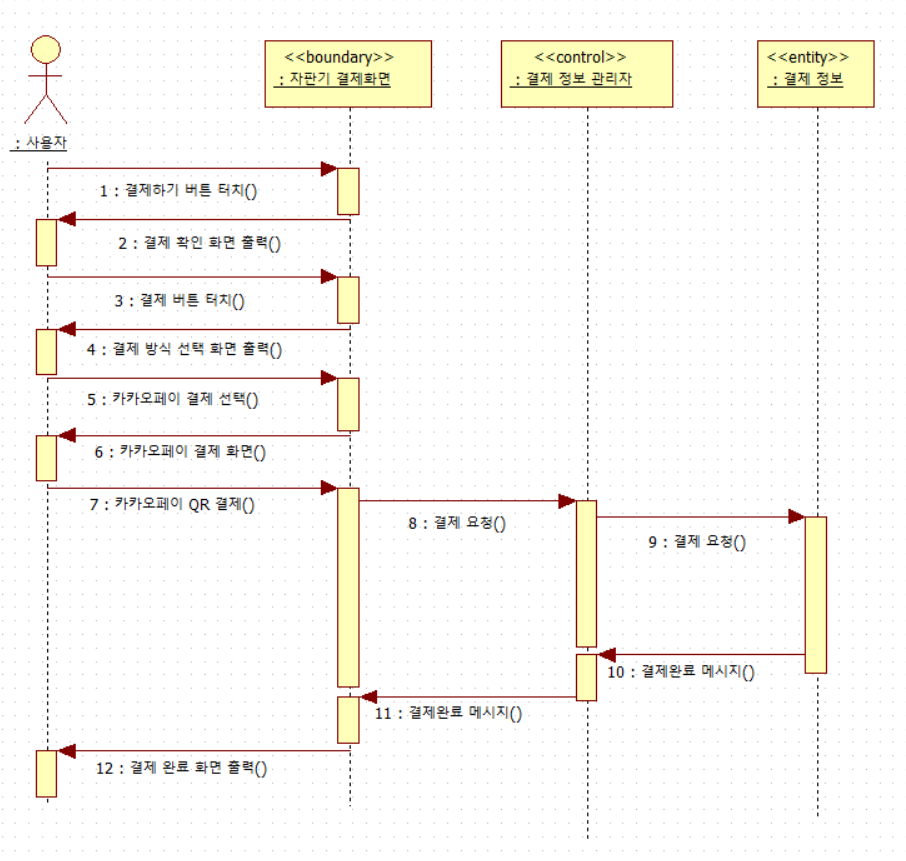 <<boundary>>
: 자판기 결제화면
<<control>>
: 결제 정보 관리자
<<entity>>
: 결제 정보
: 사용자
1 : 결제하기 버튼 터치()
2 : 결제 확인 화면 출력()
3 : 결제 버튼 터치()
4 : 결제 방식 선택 화면 출력()
5 : 카카오페이 결제 선택()
6 : 카카오페이 결제 화면()
7 : 카카오페이 QR 결제()
8 : 결제 요청()
9 : 결제 요청()
10 : 결제완료 메시지()
11 : 결제완료 메시지()
12 : 결제 완료 화면 출력()